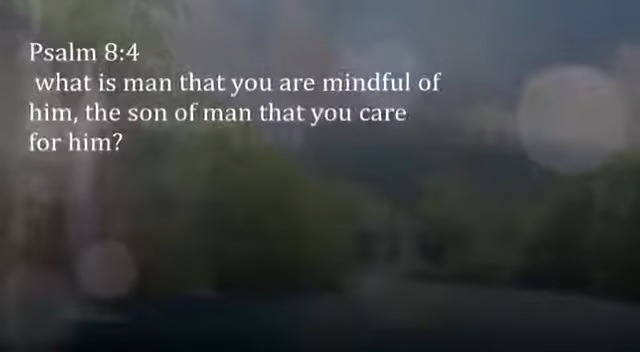 Psalm 8:4
what is man that you are mindful of
him, the son of man that you care
for him?